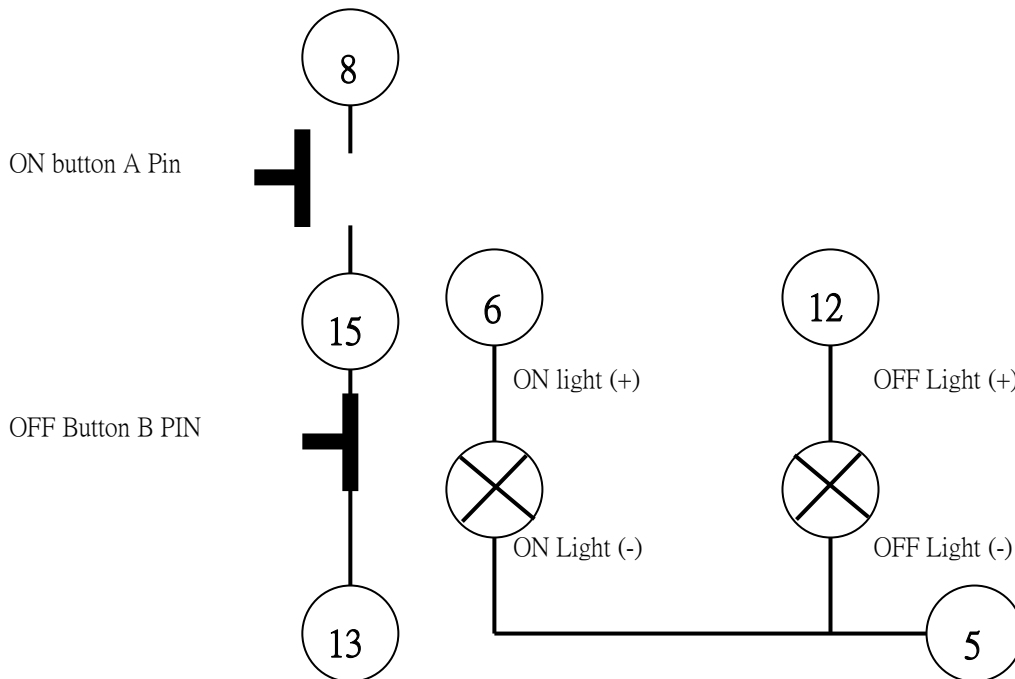 8
ON button A Pin
15
6
12
ON light (+)
OFF Light (+)
OFF Button B PIN
ON Light (-)
OFF Light (-)
13
5